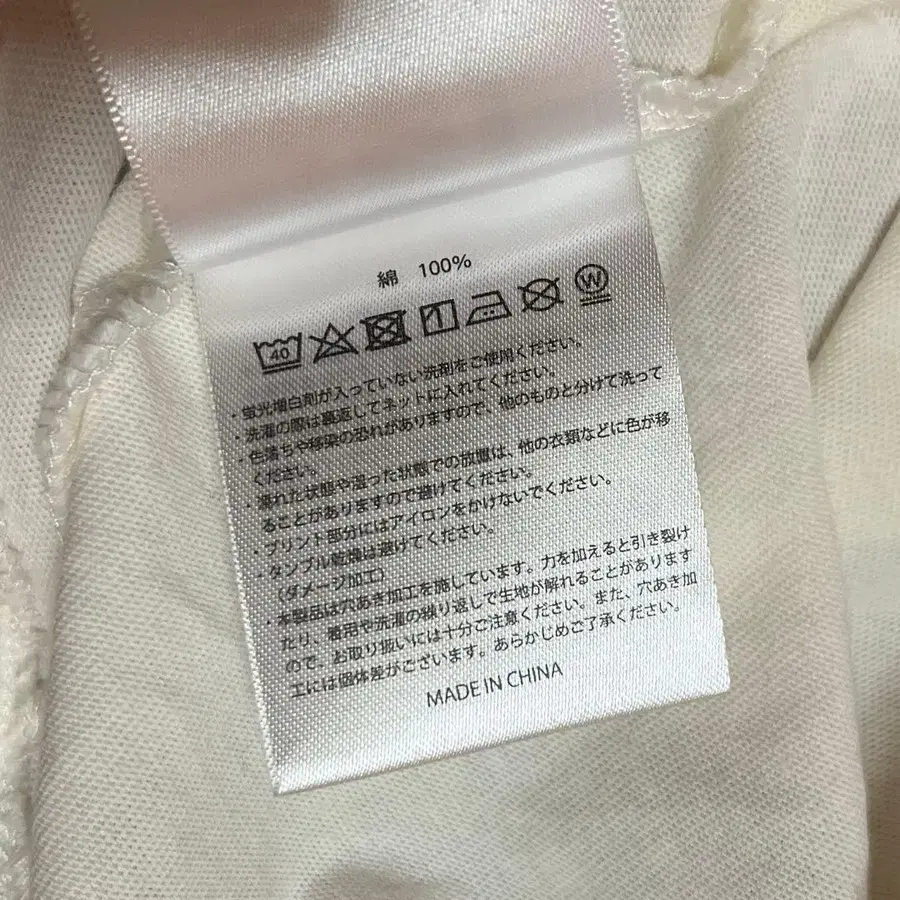 綿 100%
40 W
・蛍光増白剤が入っていない洗剤をご使用ください。
・洗濯の際は裏返してネットに入れてください。
・色落ちや移染の恐れがありますので、他のものと分けて洗って
ください。
・濡れた状態や湿った状態での放置は、他の衣類などに色が移
ることがありますので避けてください。
・プリント部分にはアイロンをかけないでください。
・タンブル乾燥は避けてください。
（ダメージ加工）
・本製品は穴あき加工を施しています。力を加えると引き裂け
たり、着用や洗濯の繰り返しで生地が解れることがあります
ので、お取り扱いには十分ご注意ください。また、穴あき加
工には個体差がございます。あらかじめご了承ください。
MADE IN CHINA